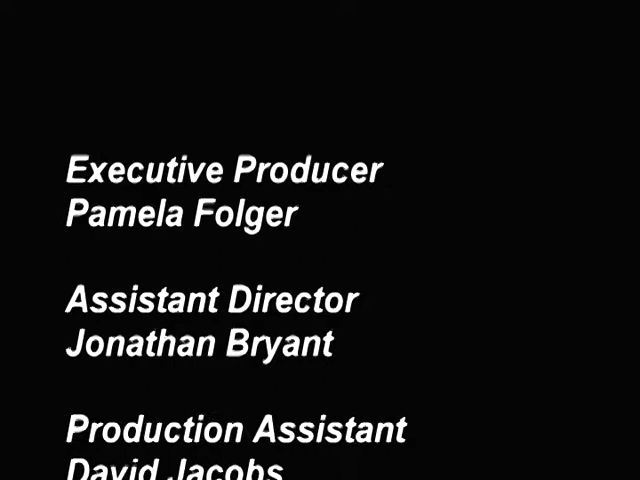 Executive Producer
Pamela Folger
Assistant Director
Jonathan Bryant
Production Assistant
David Jacobs